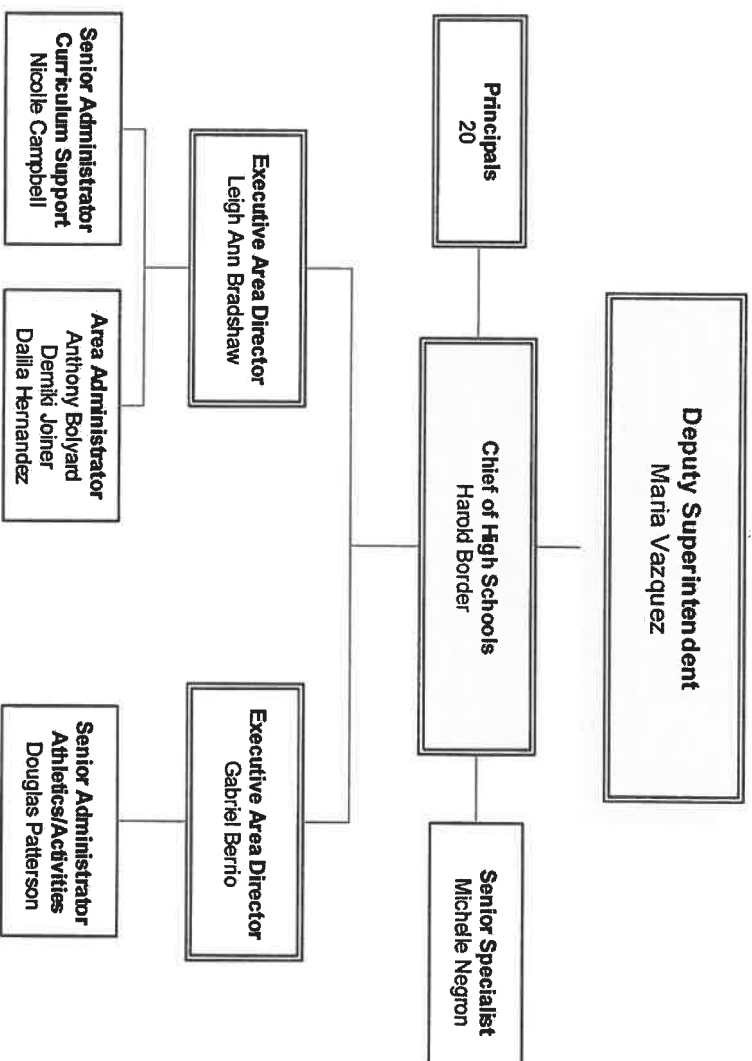 Deputy Superintendent
Maria Vazquez
Principals
20
Chief of High Schools
Harold Border
Senior Specialist
Michelle Negron
Executive Area Director
Leigh Ann Bradshaw
Executive Area Director
Gabriel Berrio
Senior Administrator
Curriculum Support
Nicolle Campbell
Area Administrator
Anthony Bolyard
Demiki Joiner
Dalila Hernandez
Senior Administrator
Athletics/Activities
Douglas Patterson